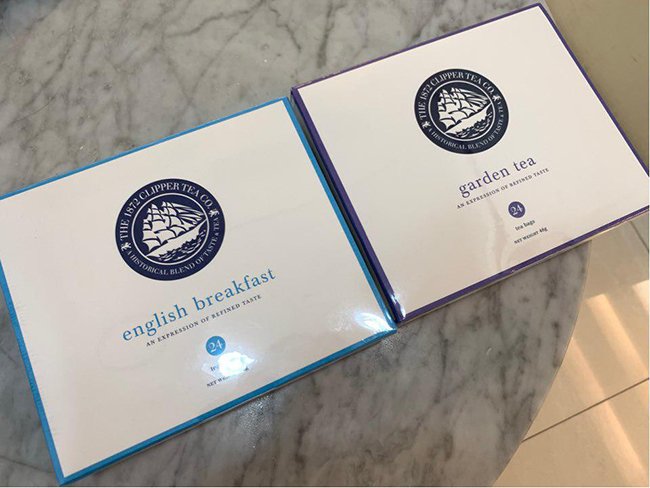 THE 1872 CLIPPER TEA CO.
A HISTORICAL BLEND OF TASTE & TEA
english breakfast
AN EXPRESSION OF REFINED TASTE
24
THE 1872 CLIPPER TEA CO.
A HISTORICAL BLEND OF TASTE & TEA
garden tea
AN EXPRESSION OF REFINED TASTE
24
tea bags
NET WEIGHT 48g